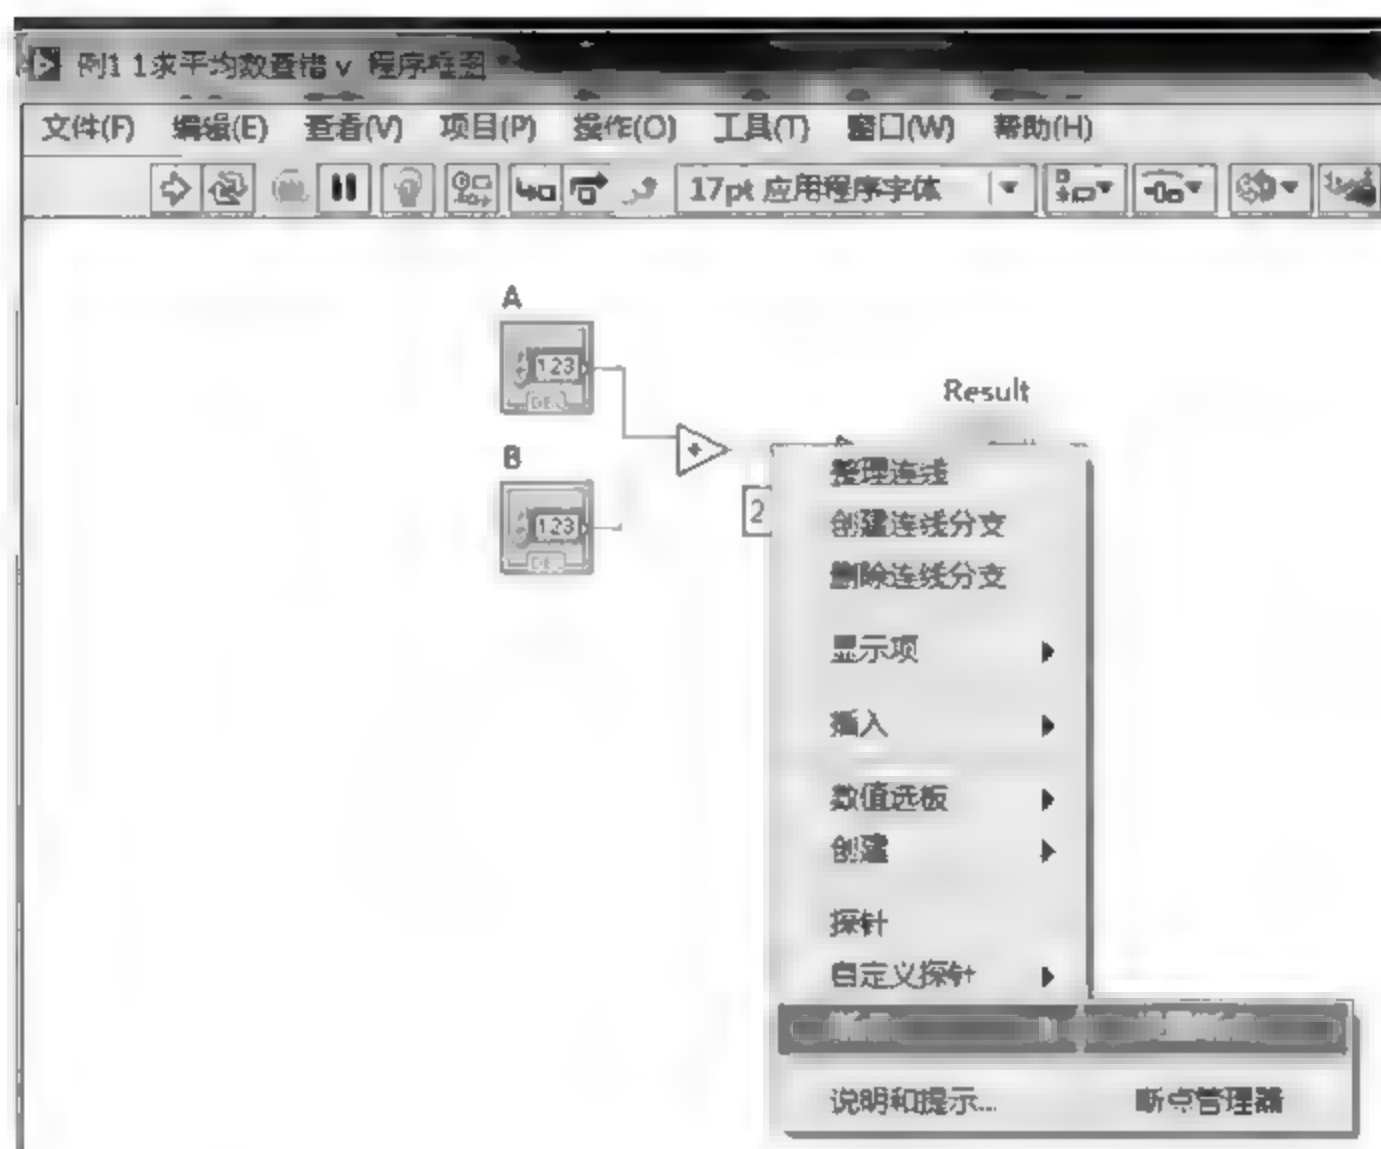 例1 1求平均数查错 v 程序框图 *
文件(F) 编辑(E) 查看(V) 项目(P) 操作(O) 工具(T) 窗口(W) 帮助(H)
17pt 应用程序字体
A
123
Result
B
123
2
整理连线
创建连线分支
删除连线分支
显示项
插入
数值选板
创建
探针
自定义探针
说明和提示...
断点管理器